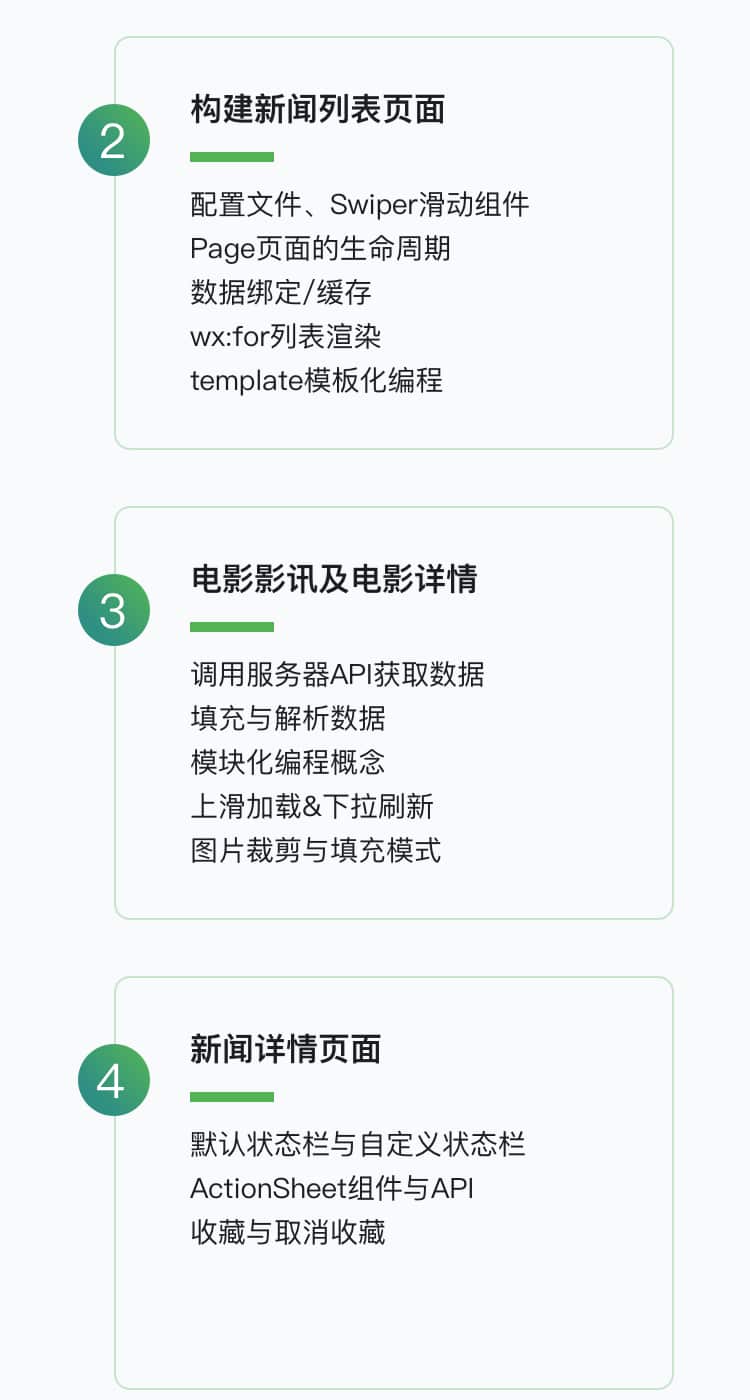 2
构建新闻列表页面
配置文件、Swiper滑动组件
Page页面的生命周期
数据绑定/缓存
wx:for列表渲染
template模板化编程
3
电影影讯及电影详情
调用服务器API获取数据
填充与解析数据
模块化编程概念
上滑加载&下拉刷新
图片裁剪与填充模式
4
新闻详情页面
默认状态栏与自定义状态栏
ActionSheet组件与API
收藏与取消收藏